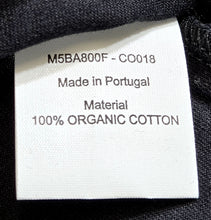 M5BA800F - CO018
Made in Portugal
Material
100% ORGANIC COTTON